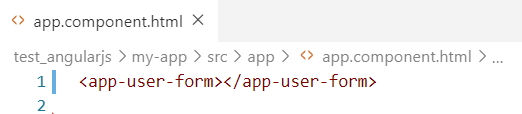 <> app.component.html ×
test_angularjs > my-app > src > app > <> app.component.html > ...
1 <app-user-form></app-user-form>
2